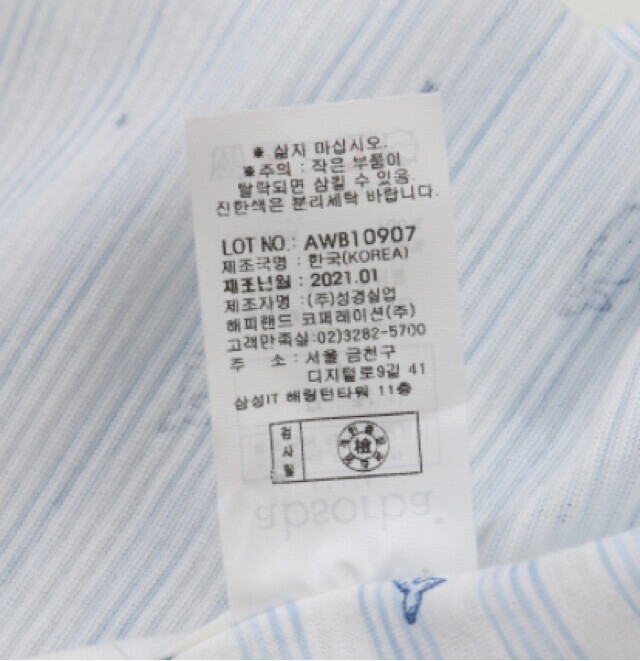 ※ 삶지 마십시오.
※주의 : 작은 부품이
탈락되면 삼킬 수 있음.
진한색은 분리세탁 바랍니다.
LOT NO.: AWB10907
제조국명 : 한국(KOREA)
제조년월 : 2021.01
제조자명 : (주)성경실업
해피랜드 코퍼레이션(주)
고객만족실:02)3282-5700
주 소 : 서울 금천구
디지털로9길 41
삼성IT 해링턴타워 11층
검사필
檢
absorba